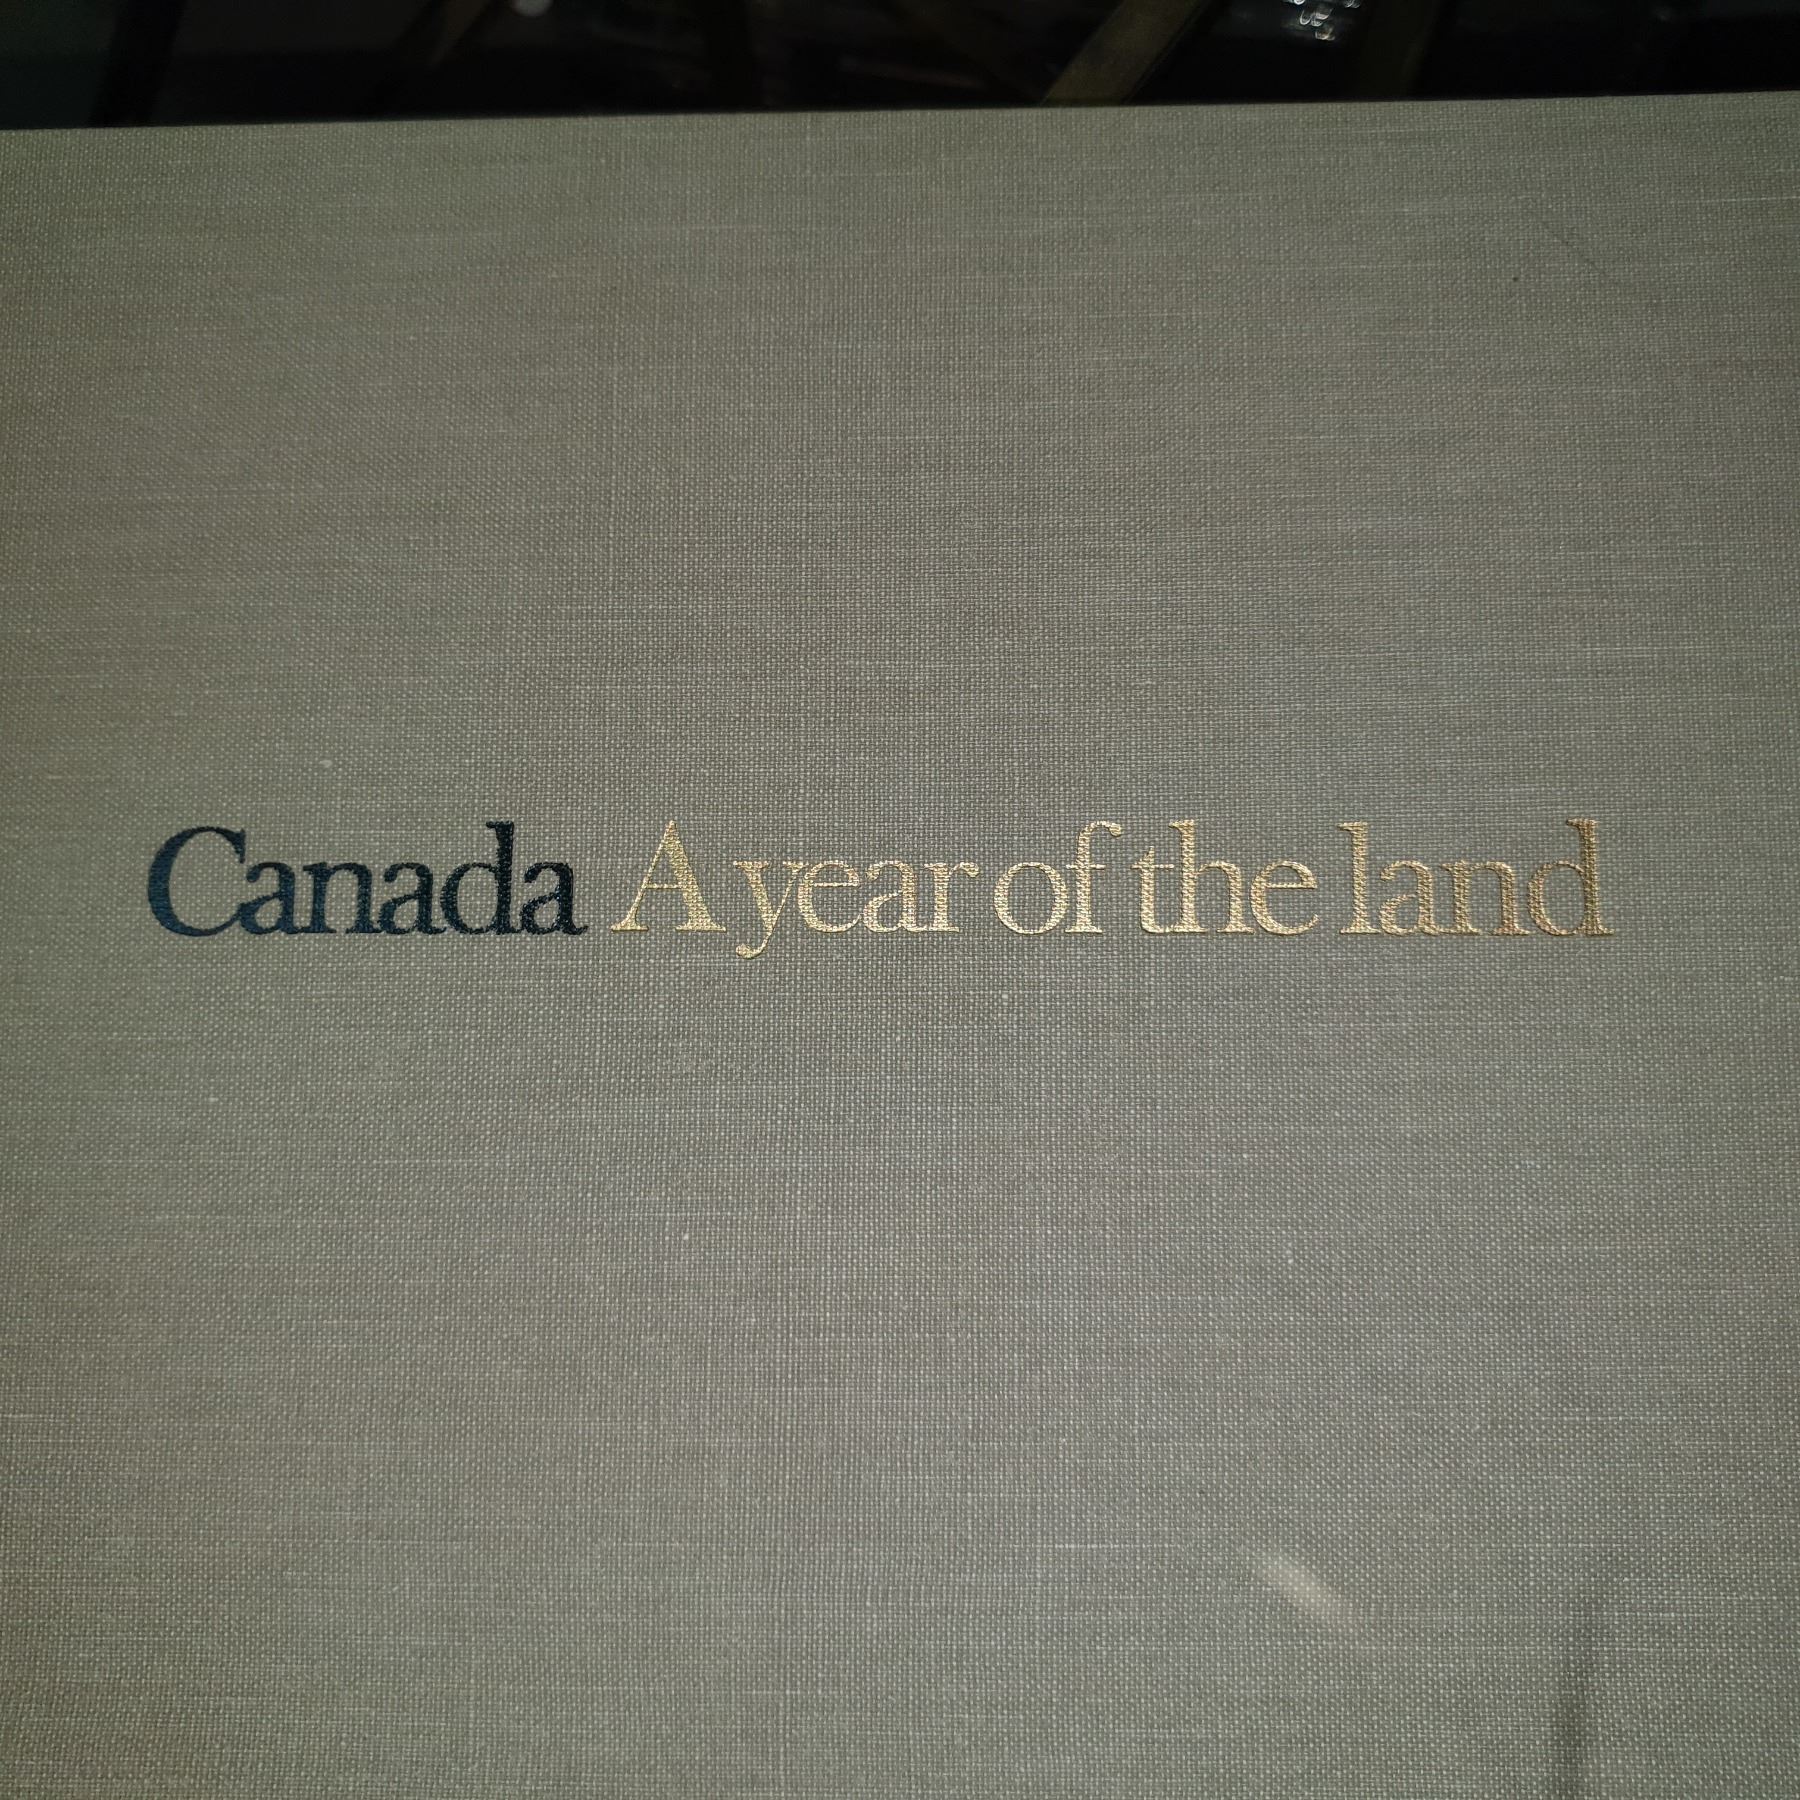 Canada A year of the land